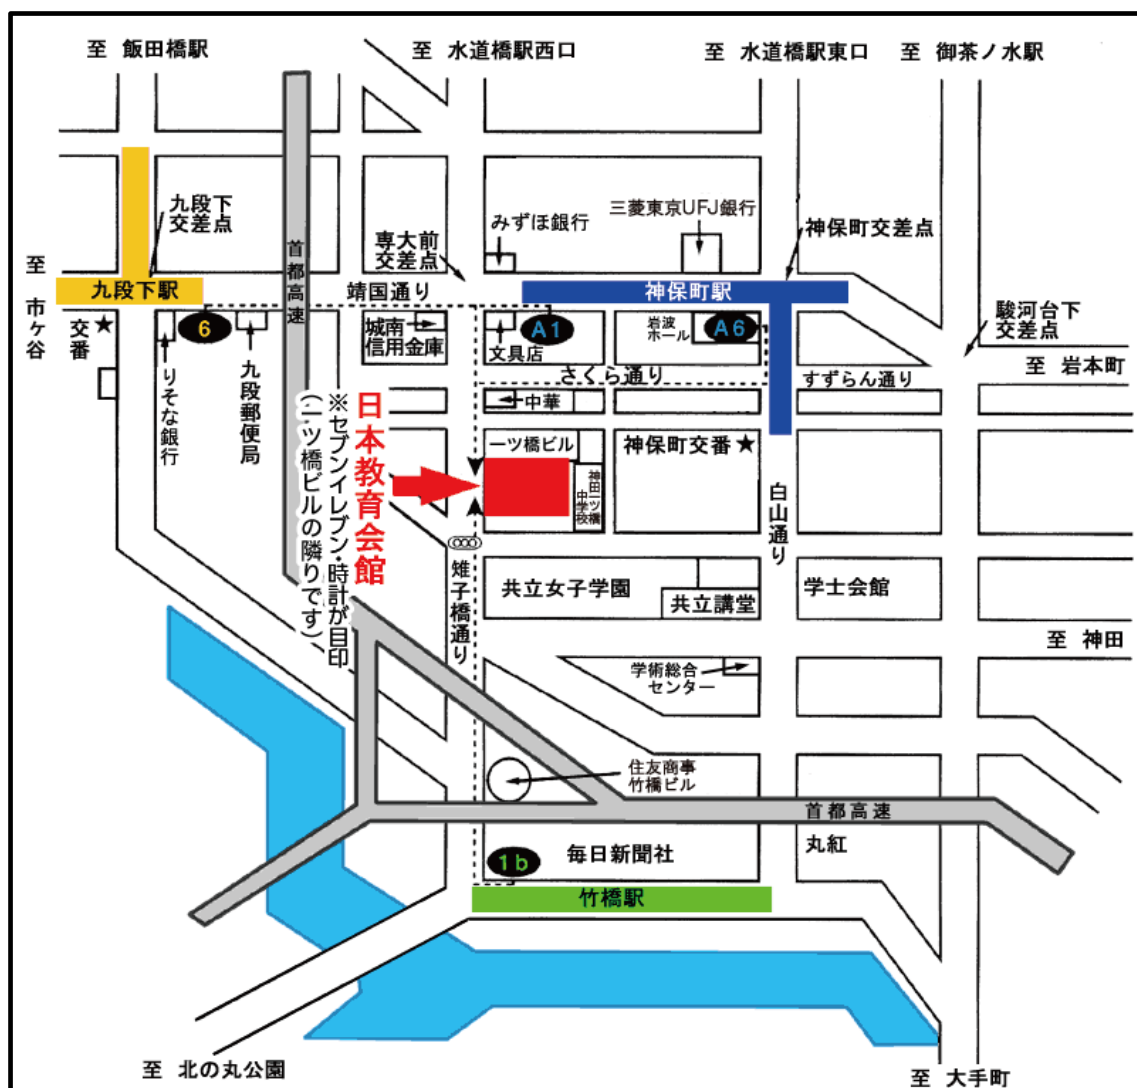 至 飯田橋駅
至 水道橋駅西口
至 水道橋駅東口
至 御茶ノ水駅
九段下
交差点
首都高速
専大前
交差点
みずほ銀行
三菱東京UFJ銀行
神保町交差点
至 市ヶ谷
九段下駅
靖国通り
神保町駅
交番
6
城南
信用金庫
文具店
A1
岩波
ホール
A6
駿河台下
交差点
りそな銀行
九段郵便局
さくら通り
すずらん通り
至 岩本町
中華
日本教育会館
※セブンイレブン・時計が目印
(一ツ橋ビルの隣りです)
一ツ橋ビル
神田一ツ橋
中学校
神保町交番
白山通り
雉子橋通り
共立女子学園
共立講堂
学士会館
至 神田
学術総合
センター
住友商事
竹橋ビル
首都高速
丸紅
1b
毎日新聞社
竹橋駅
至 北の丸公園
至 大手町